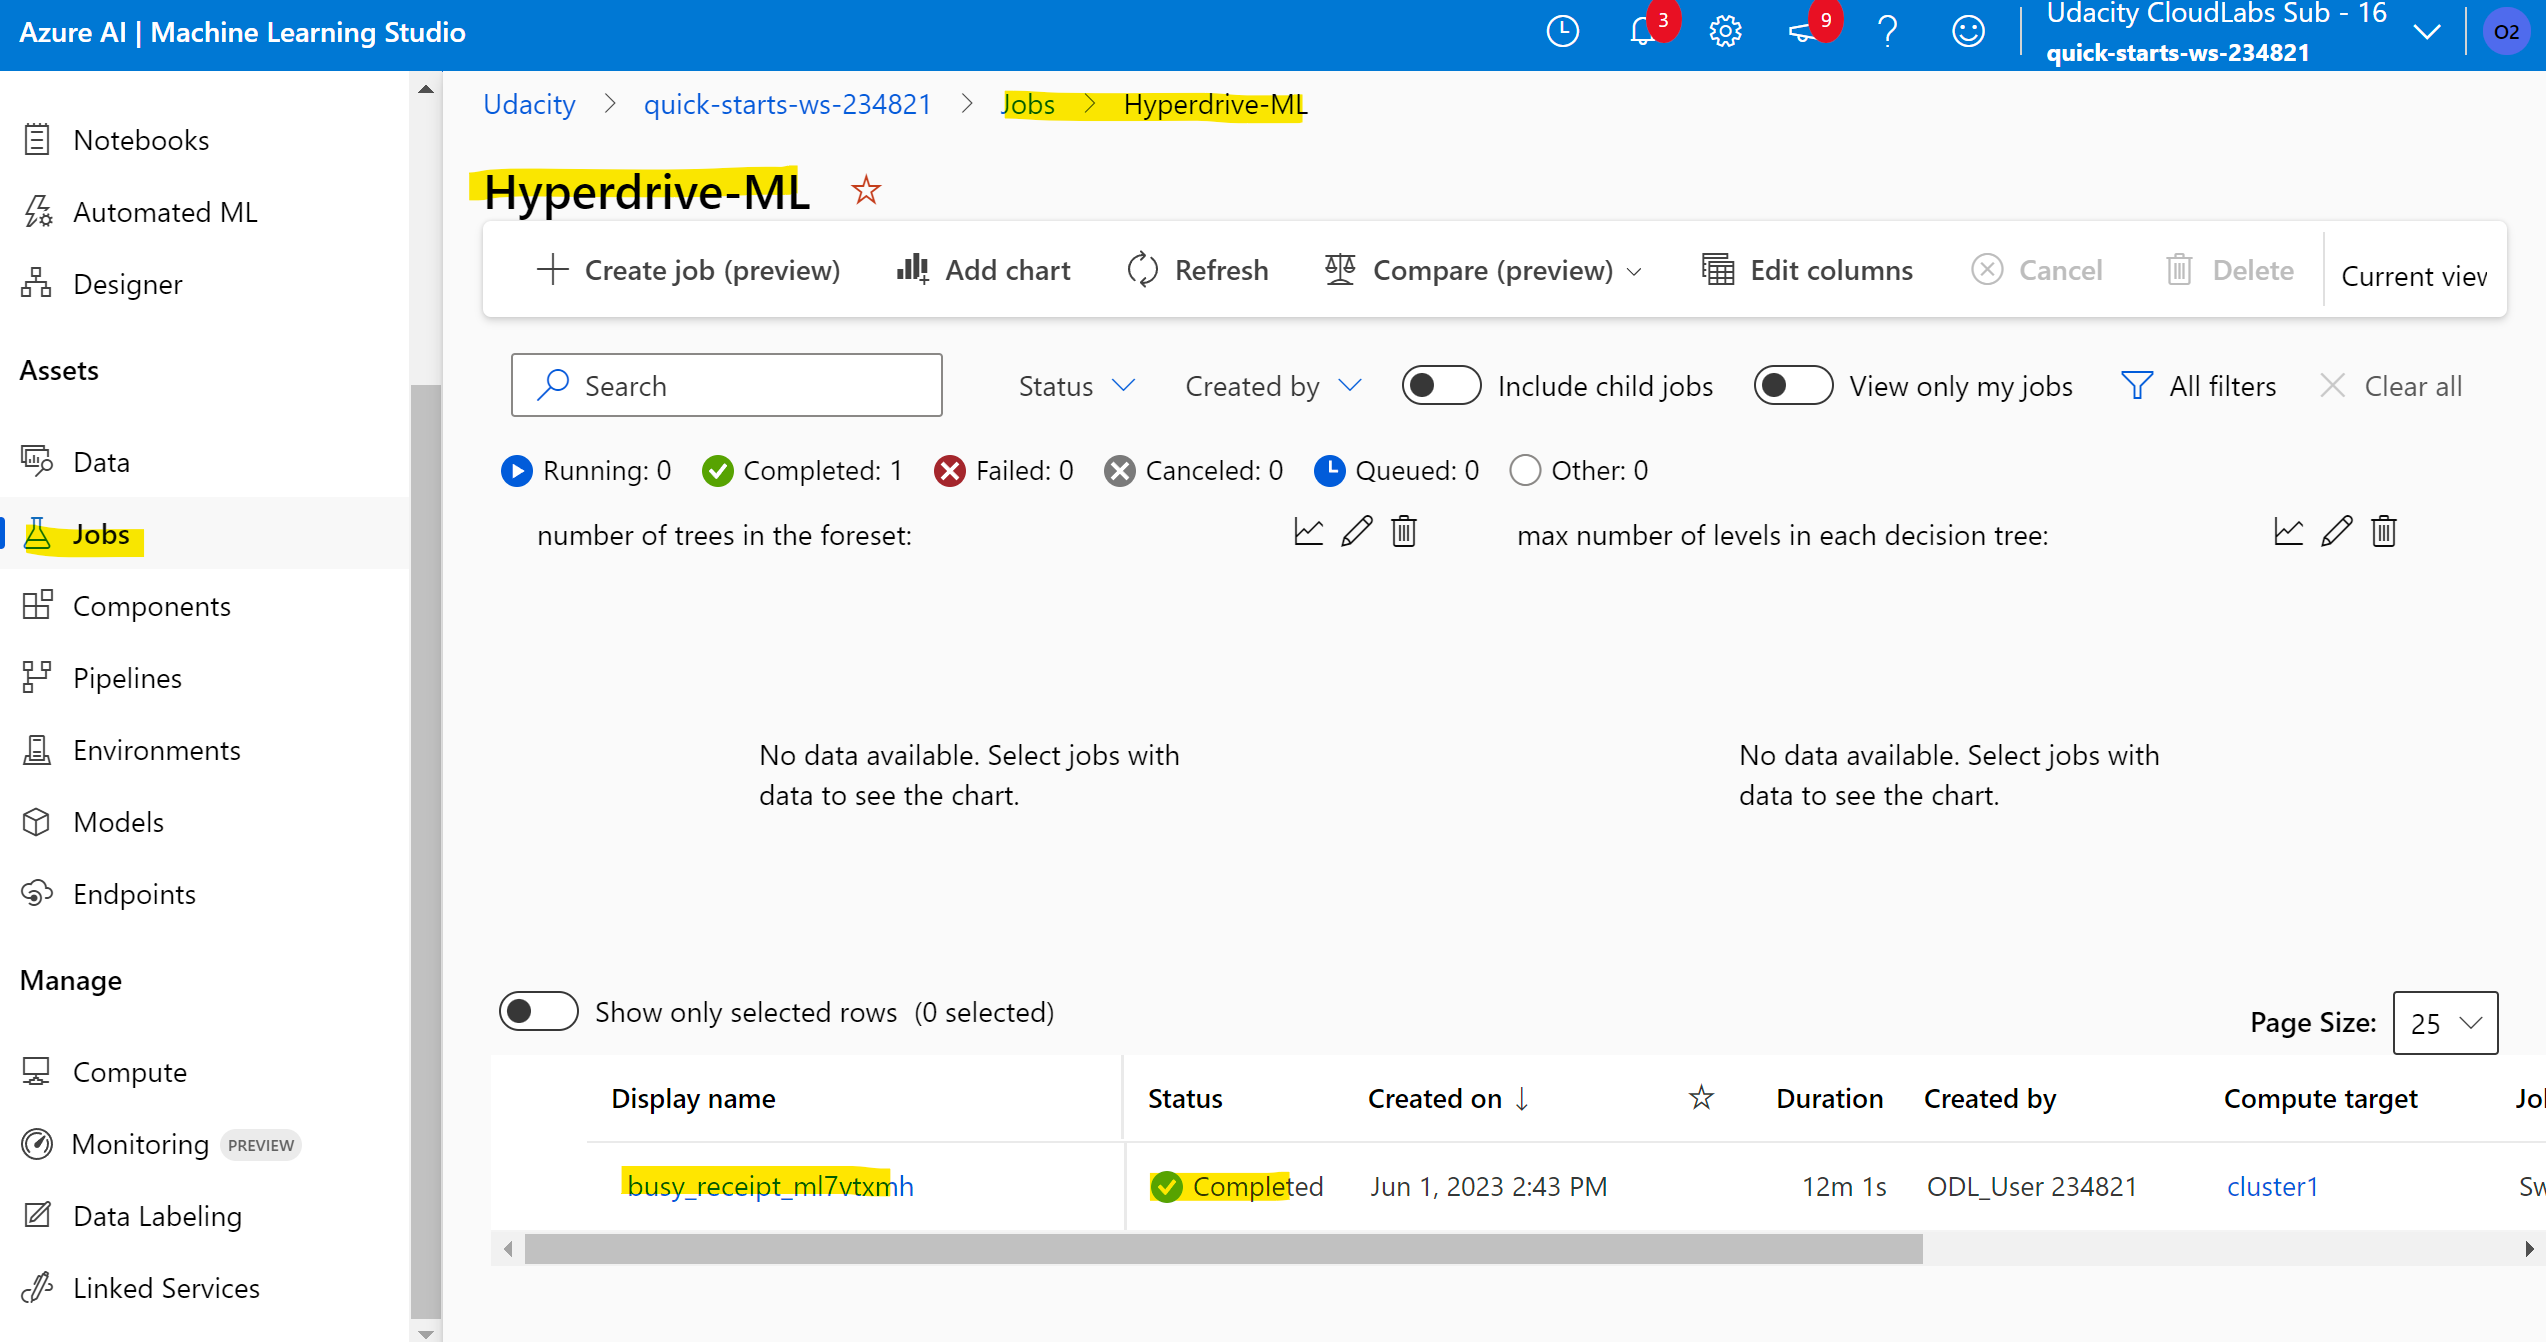 Azure AI | Machine Learning Studio
3
9
Udacity CloudLabs Sub - 16
quick-starts-ws-234821
O2
Notebooks
Automated ML
Designer
Assets
Data
Jobs
Components
Pipelines
Environments
Models
Endpoints
Manage
Compute
Monitoring PREVIEW
Data Labeling
Linked Services
Udacity > quick-starts-ws-234821 > Jobs > Hyperdrive-ML
Hyperdrive-ML
Create job (preview) Add chart Refresh Compare (preview) Edit columns Cancel Delete Current view
Search Status Created by Include child jobs View only my jobs All filters Clear all
Running: 0 Completed: 1 Failed: 0 Canceled: 0 Queued: 0 Other: 0
number of trees in the foreset: max number of levels in each decision tree:
No data available. Select jobs with
data to see the chart.
No data available. Select jobs with
data to see the chart.
Show only selected rows (0 selected)
Page Size: 25
Display name Status Created on ↓ Duration Created by Compute target Jo
busy_receipt_ml7vtxmh Completed Jun 1, 2023 2:43 PM 12m 1s ODL_User 234821 cluster1 Sw